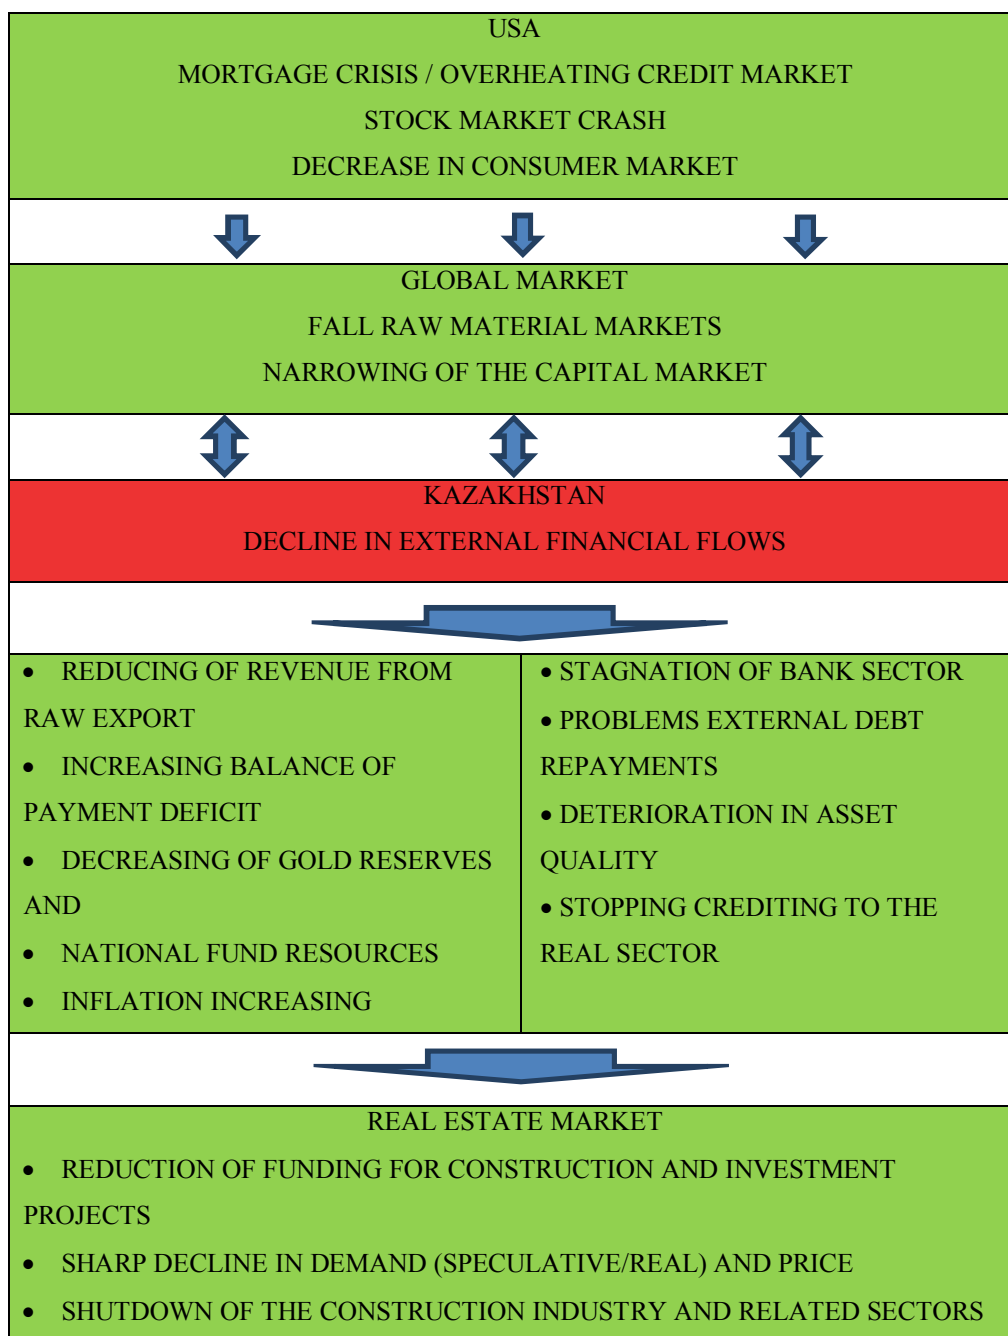 USA
MORTGAGE CRISIS / OVERHEATING CREDIT MARKET
STOCK MARKET CRASH
DECREASE IN CONSUMER MARKET
GLOBAL MARKET
FALL RAW MATERIAL MARKETS
NARROWING OF THE CAPITAL MARKET
KAZAKHSTAN
DECLINE IN EXTERNAL FINANCIAL FLOWS
• REDUCING OF REVENUE FROM
RAW EXPORT
• INCREASING BALANCE OF
PAYMENT DEFICIT
• DECREASING OF GOLD RESERVES
AND
• NATIONAL FUND RESOURCES
• INFLATION INCREASING
• STAGNATION OF BANK SECTOR
• PROBLEMS EXTERNAL DEBT
REPAYMENTS
• DETERIORATION IN ASSET
QUALITY
• STOPPING CREDITING TO THE
REAL SECTOR
REAL ESTATE MARKET
• REDUCTION OF FUNDING FOR CONSTRUCTION AND INVESTMENT
PROJECTS
• SHARP DECLINE IN DEMAND (SPECULATIVE/REAL) AND PRICE
• SHUTDOWN OF THE CONSTRUCTION INDUSTRY AND RELATED SECTORS